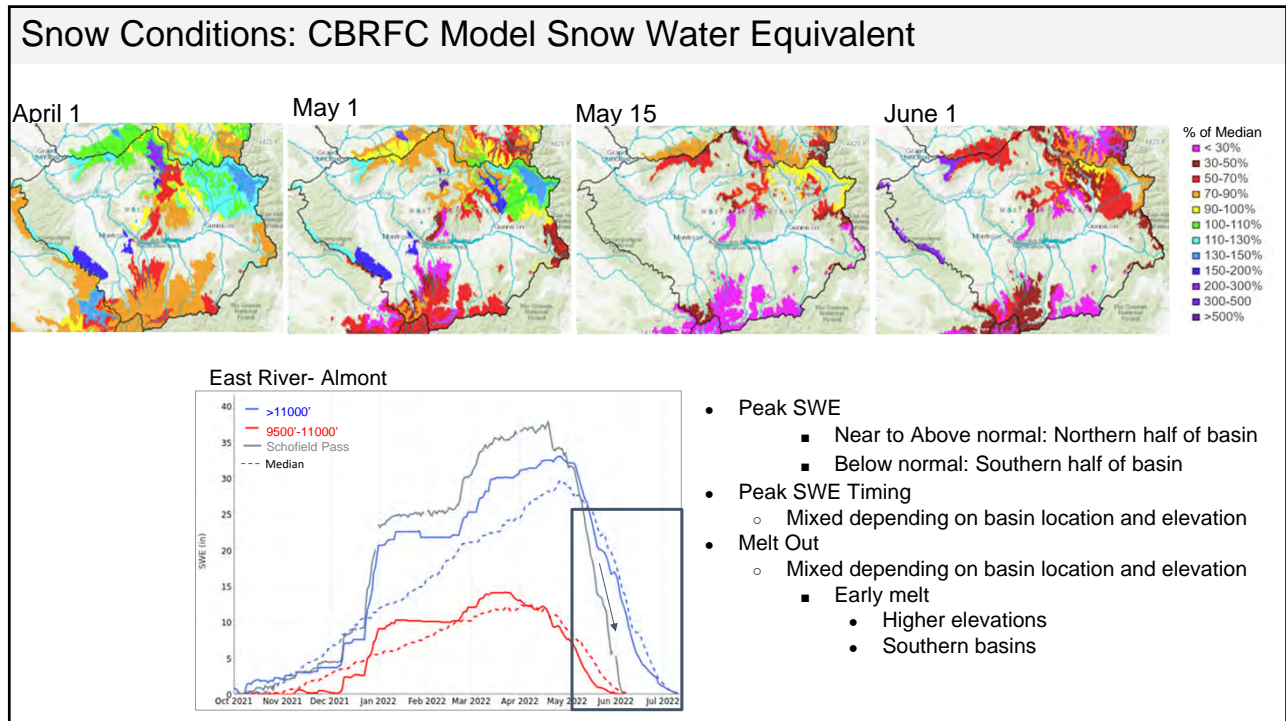 Snow Conditions: CBRFC Model Snow Water Equivalent
April 1
May 1
May 15
June 1
% of Median
< 30%
30-50%
50-70%
70-90%
90-100%
100-110%
110-130%
130-150%
150-200%
200-300%
300-500
>500%
East River- Almont
>11000'
9500'-11000'
Schofield Pass
Median
SWE (in)
40
35
30
25
20
15
10
5
0
Oct 2021 Nov 2021 Dec 2021 Jan 2022 Feb 2022 Mar 2022 Apr 2022 May 2022 Jun 2022 Jul 2022
• Peak SWE
■ Near to Above normal: Northern half of basin
■ Below normal: Southern half of basin
• Peak SWE Timing
○ Mixed depending on basin location and elevation
• Melt Out
○ Mixed depending on basin location and elevation
■ Early melt
• Higher elevations
• Southern basins